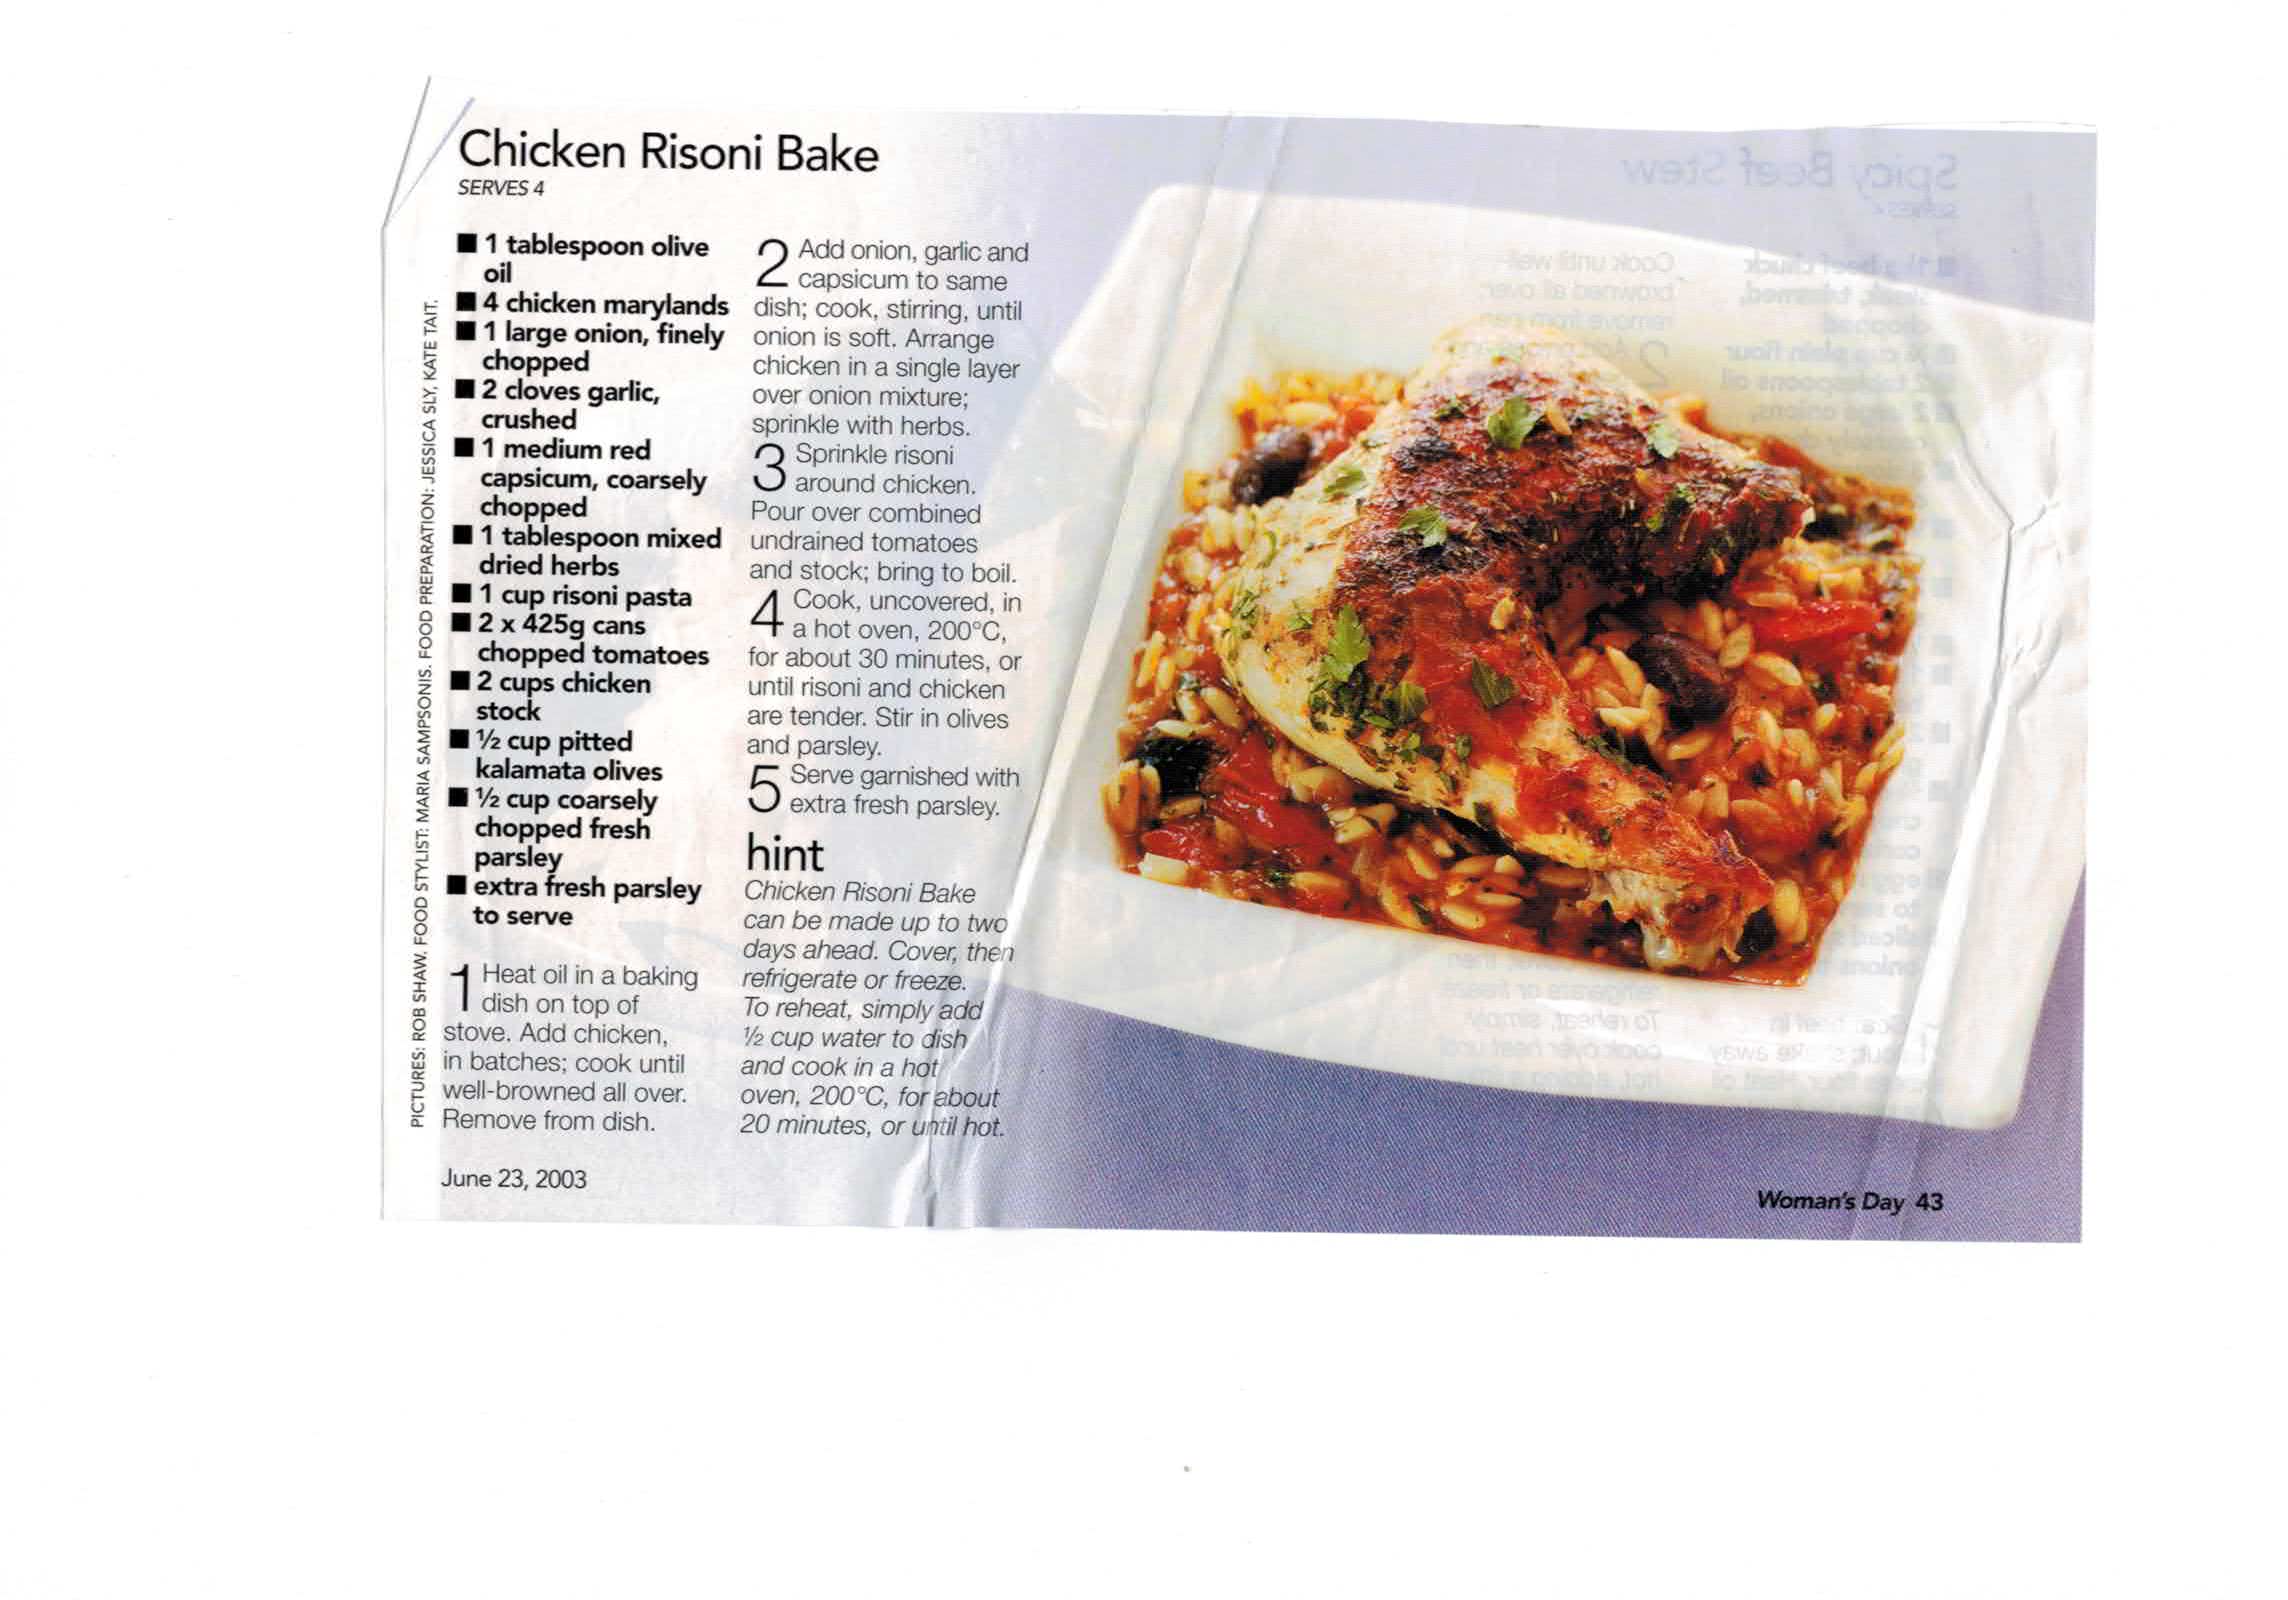 Chicken Risoni Bake
SERVES 4
■ 1 tablespoon olive
oil
■ 4 chicken marylands
■ 1 large onion, finely
chopped
■ 2 cloves garlic,
crushed
■ 1 medium red
capsicum, coarsely
chopped
■ 1 tablespoon mixed
dried herbs
■ 1 cup risoni pasta
■ 2 x 425g cans
chopped tomatoes
■ 2 cups chicken
stock
■ ½ cup pitted
kalamata olives
■ ½ cup coarsely
chopped fresh
parsley
■ extra fresh parsley
to serve
1 Heat oil in a baking
dish on top of
stove. Add chicken,
in batches; cook until
well-browned all over.
Remove from dish.
2 Add onion, garlic and
capsicum to same
dish; cook, stirring, until
onion is soft. Arrange
chicken in a single layer
over onion mixture;
sprinkle with herbs.
3 Sprinkle risoni
around chicken.
Pour over combined
undrained tomatoes
and stock; bring to boil.
4 Cook, uncovered, in
a hot oven, 200°C,
for about 30 minutes, or
until risoni and chicken
are tender. Stir in olives
and parsley.
5 Serve garnished with
extra fresh parsley.
hint
Chicken Risoni Bake
can be made up to two
days ahead. Cover, then
refrigerate or freeze.
To reheat, simply add
½ cup water to dish
and cook in a hot
oven, 200°C, for about
20 minutes, or until hot.
PICTURES: ROB SHAW. FOOD STYLIST: MARIA SAMPSONIS. FOOD PREPARATION: JESSICA SLY, KATE TAIT.
June 23, 2003
Woman's Day 43
Spicy Beef Stew